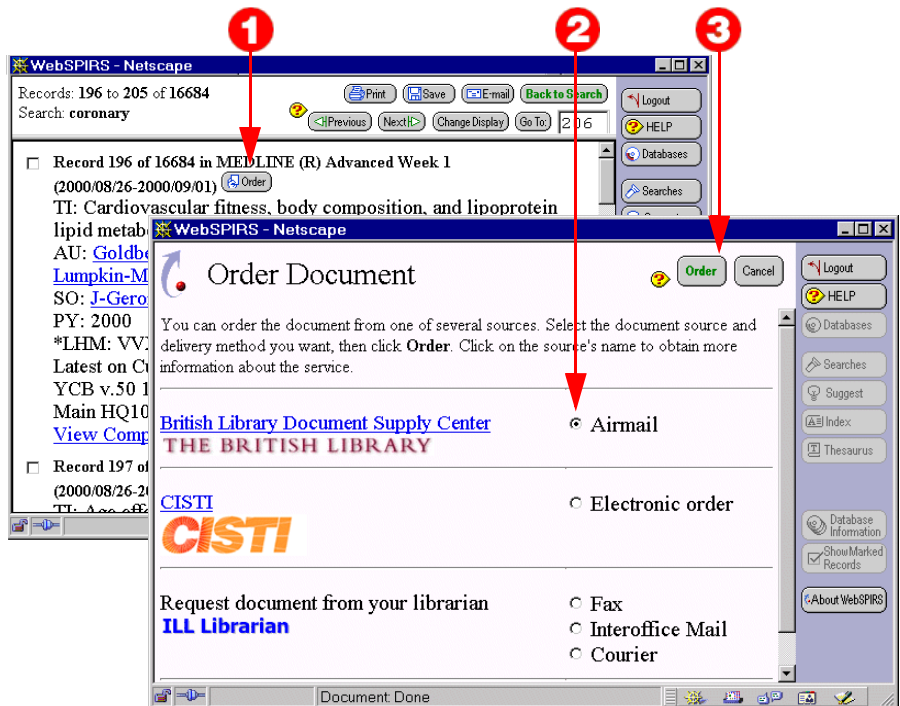 1 2 3
WebSPIRS - Netscape
Records: 196 to 205 of 16684
Search: coronary
Print Save E-mail Back to Search
Previous Next Change Display Go To: 206
Logout
HELP
Databases
Searches
Record 196 of 16684 in MEDLINE (R) Advanced Week 1
(2000/08/26-2000/09/01) Order
TI: Cardiovascular fitness, body composition, and lipoprotein
lipid metab
AU: Goldbe
Lumpkin-M
SO: J-Gero
PY: 2000
*LHM: VV
Latest on C
YCB v.50 1
Main HQ10
View Comp
Record 197 of
(2000/08/26-2
TI: Age effe
WebSPIRS - Netscape
Order Document
Order Cancel
You can order the document from one of several sources. Select the document source and
delivery method you want, then click Order. Click on the source's name to obtain more
information about the service.
British Library Document Supply Center
THE BRITISH LIBRARY
Airmail
CISTI
CISTI
Electronic order
Request document from your librarian
ILL Librarian
Fax
Interoffice Mail
Courier
Logout
HELP
Databases
Searches
Suggest
Index
Thesaurus
Database
Information
Show Marked
Records
About WebSPIRS
Document: Done